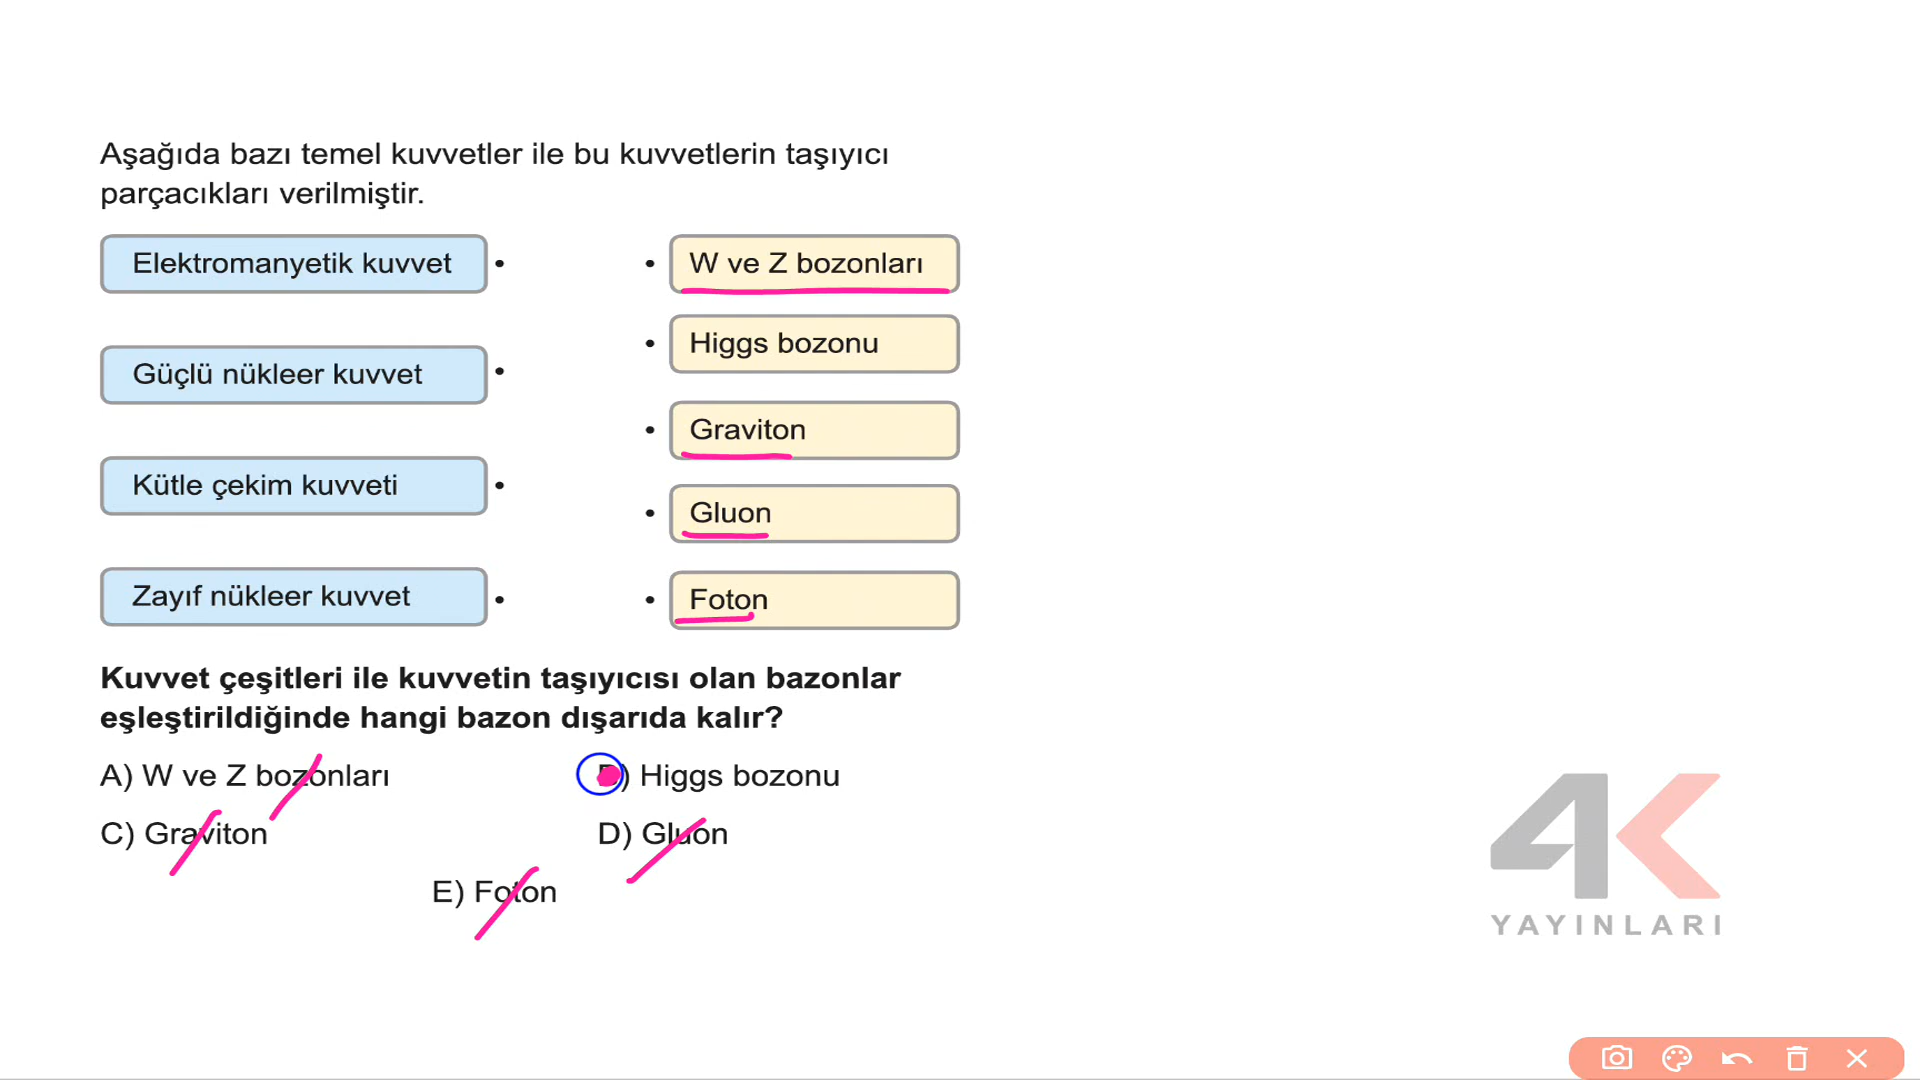 Aşağıda bazı temel kuvvetler ile bu kuvvetlerin taşıyıcı
parçacıkları verilmiştir.
Elektromanyetik kuvvet
Güçlü nükleer kuvvet
Kütle çekim kuvveti
Zayıf nükleer kuvvet
W ve Z bozonları
Higgs bozonu
Graviton
Gluon
Foton
Kuvvet çeşitleri ile kuvvetin taşıyıcısı olan bazonlar
eşleştirildiğinde hangi bazon dışarıda kalır?
A) W ve Z bozonları
B) Higgs bozonu
C) Graviton
D) Gluon
E) Foton
4K
YAYINLARI